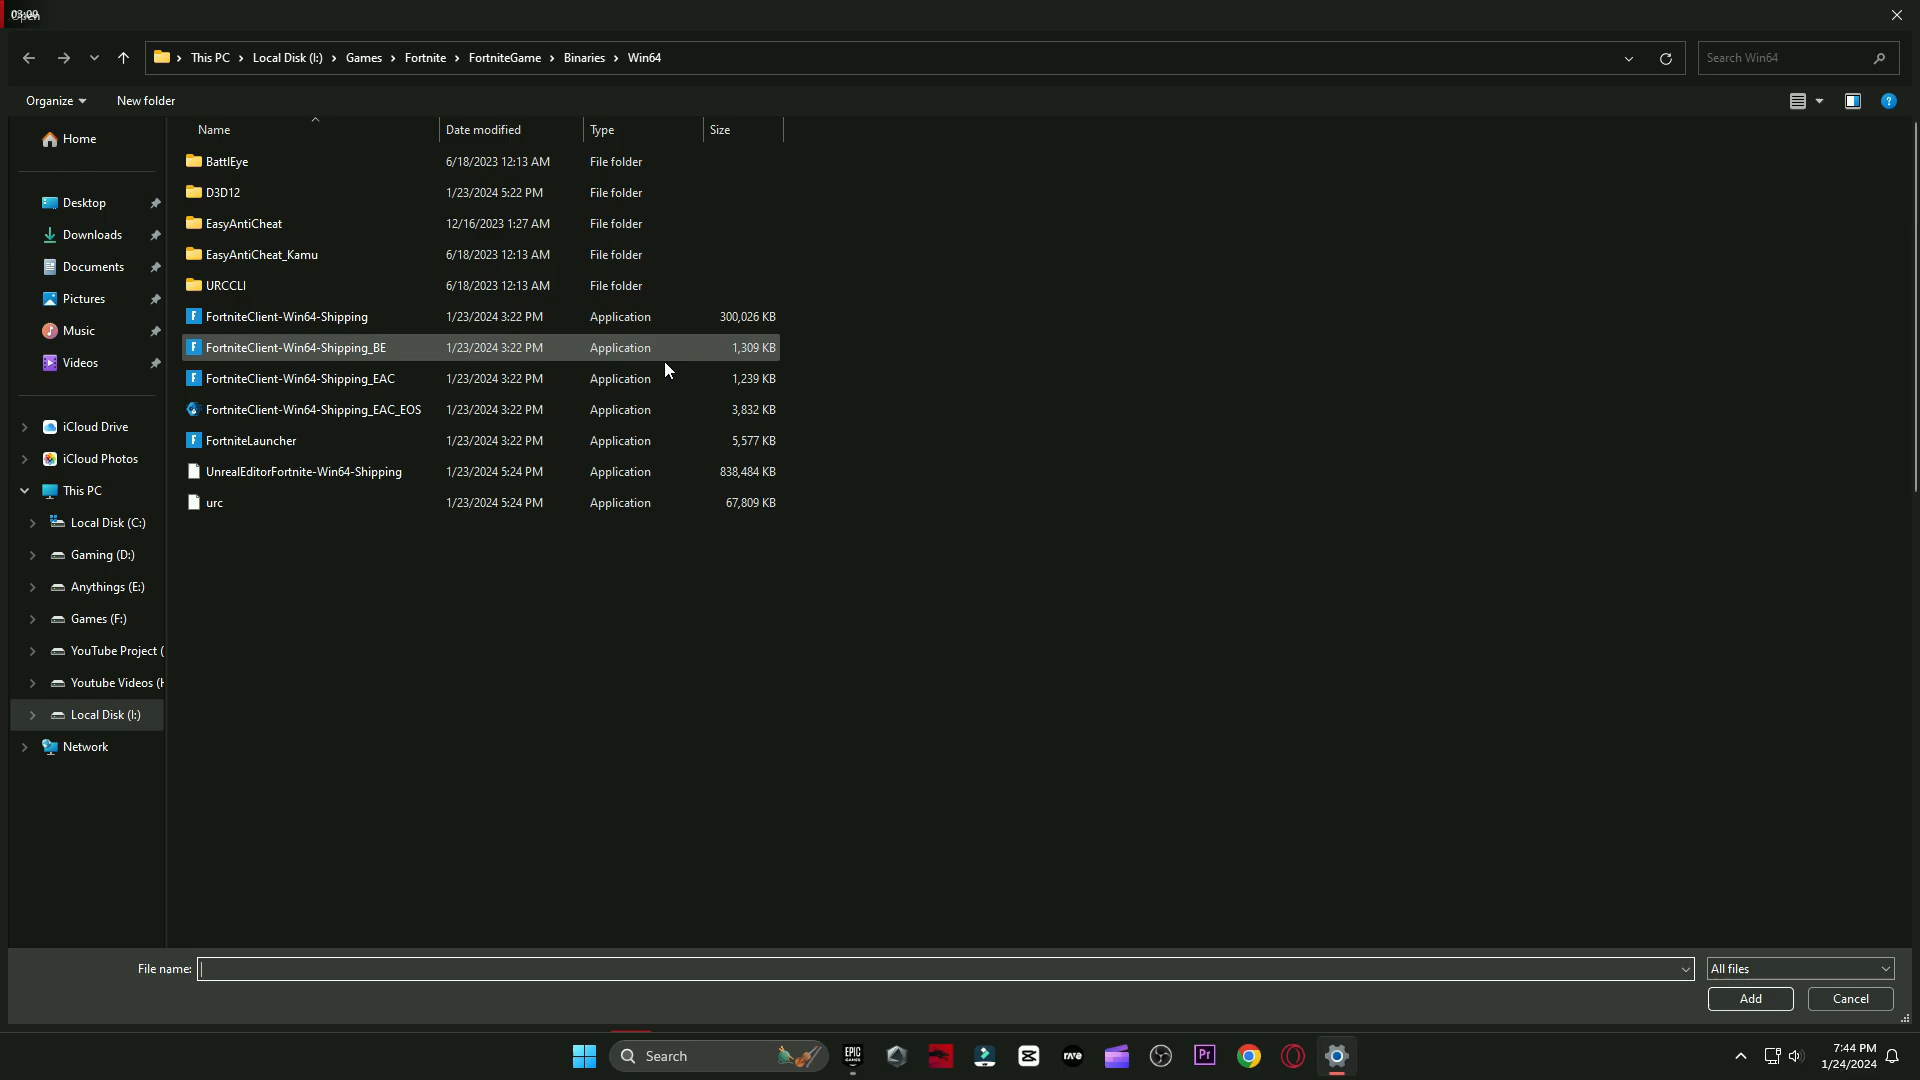 03:00
Open
This PC > Local Disk (I:) > Games > Fortnite > FortniteGame > Binaries > Win64
Search Win64
Organize
New folder
Name
Date modified
Type
Size
Home
Desktop
Downloads
Documents
Pictures
Music
Videos
iCloud Drive
iCloud Photos
This PC
Local Disk (C:)
Gaming (D:)
Anythings (E:)
Games (F:)
YouTube Project (
Youtube Videos (H
Local Disk (I:)
Network
BattlEye 6/18/2023 12:13 AM File folder
D3D12 1/23/2024 5:22 PM File folder
EasyAntiCheat 12/16/2023 1:27 AM File folder
EasyAntiCheat_Kamu 6/18/2023 12:13 AM File folder
URCCLI 6/18/2023 12:13 AM File folder
FortniteClient-Win64-Shipping 1/23/2024 3:22 PM Application 300,026 KB
FortniteClient-Win64-Shipping_BE 1/23/2024 3:22 PM Application 1,309 KB
FortniteClient-Win64-Shipping_EAC 1/23/2024 3:22 PM Application 1,239 KB
FortniteClient-Win64-Shipping_EAC_EOS 1/23/2024 3:22 PM Application 3,832 KB
FortniteLauncher 1/23/2024 3:22 PM Application 5,577 KB
UnrealEditorFortnite-Win64-Shipping 1/23/2024 5:24 PM Application 838,484 KB
urc 1/23/2024 5:24 PM Application 67,809 KB
File name:
All files
Add
Cancel
Search
EPIC GAMES
rave
Pr
7:44 PM
1/24/2024